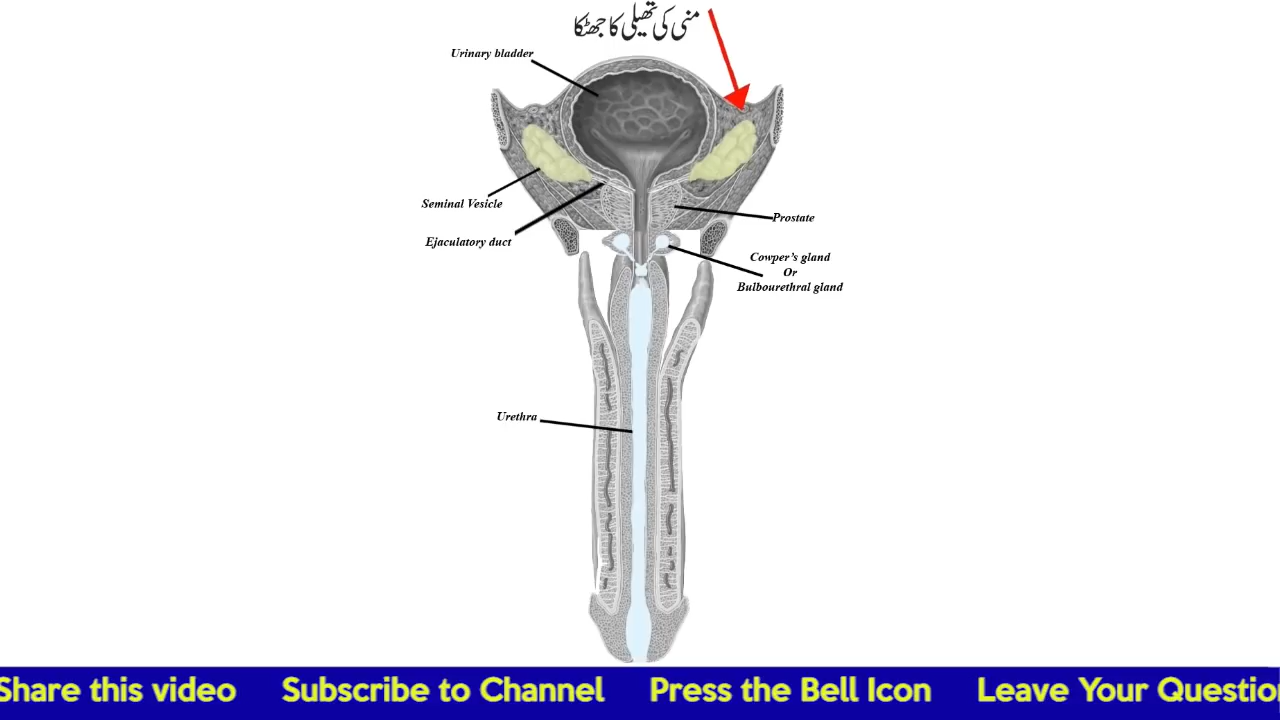 منی کی تھیلی کا جھٹکا
Urinary bladder
Seminal Vesicle
Ejaculatory duct
Prostate
Cowper's gland
Or
Bulbourethral gland
Urethra
Share this video Subscribe to Channel Press the Bell Icon Leave Your Question